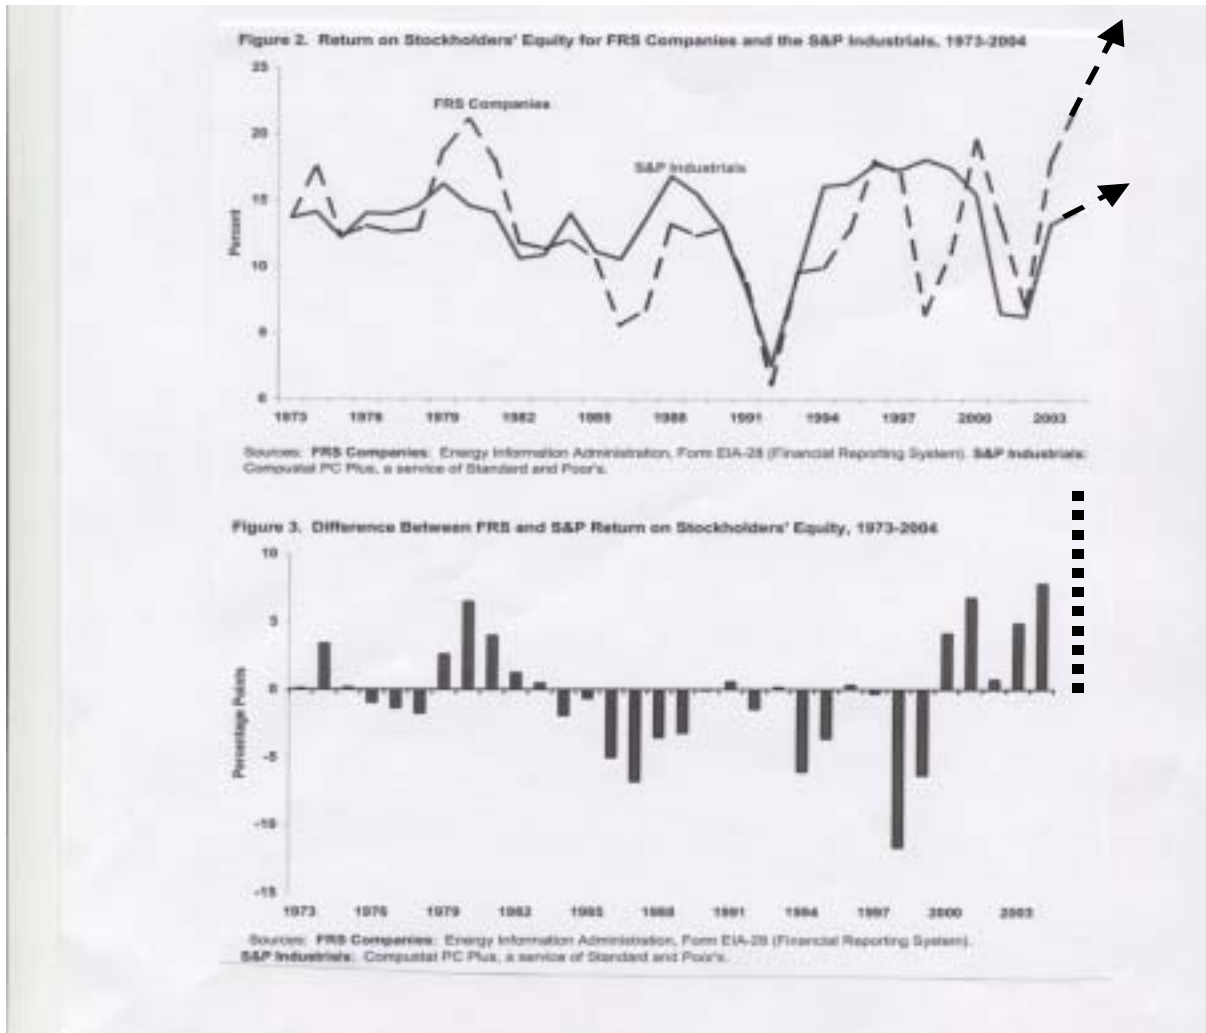 Figure 2. Return on Stockholders' Equity for FRS Companies and the S&P Industrials, 1973-2004
25
FRS Companies
20
S&P Industrials
15
Percent
10
5
0
1973 1976 1979 1982 1985 1988 1991 1994 1997 2000 2003
Sources: FRS Companies: Energy Information Administration, Form EIA-28 (Financial Reporting System). S&P Industrials:
Compustat PC Plus, a service of Standard and Poor's.
Figure 3. Difference Between FRS and S&P Return on Stockholders' Equity, 1973-2004
10
5
0
Percentage Points
-5
-10
-15
1973 1976 1979 1982 1985 1988 1991 1994 1997 2000 2003
Sources: FRS Companies: Energy Information Administration, Form EIA-28 (Financial Reporting System).
S&P Industrials: Compustat PC Plus, a service of Standard and Poor's.